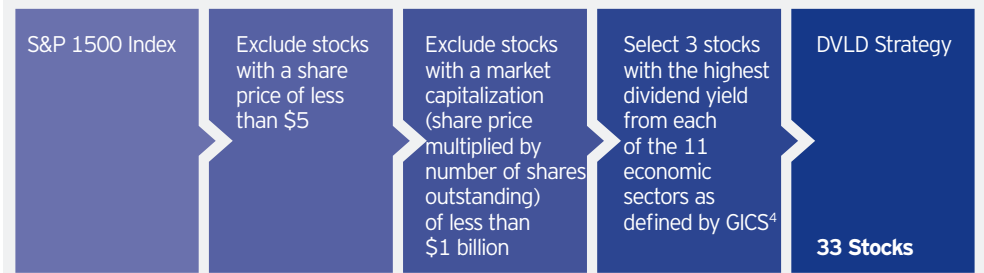 S&P 1500 Index
Exclude stocks
with a share
price of less
than $5
Exclude stocks
with a market
capitalization
(share price
multiplied by
number of shares
outstanding)
of less than
$1 billion
Select 3 stocks
with the highest
dividend yield
from each
of the 11
economic
sectors as
defined by GICS⁴
DVLD Strategy
33 Stocks